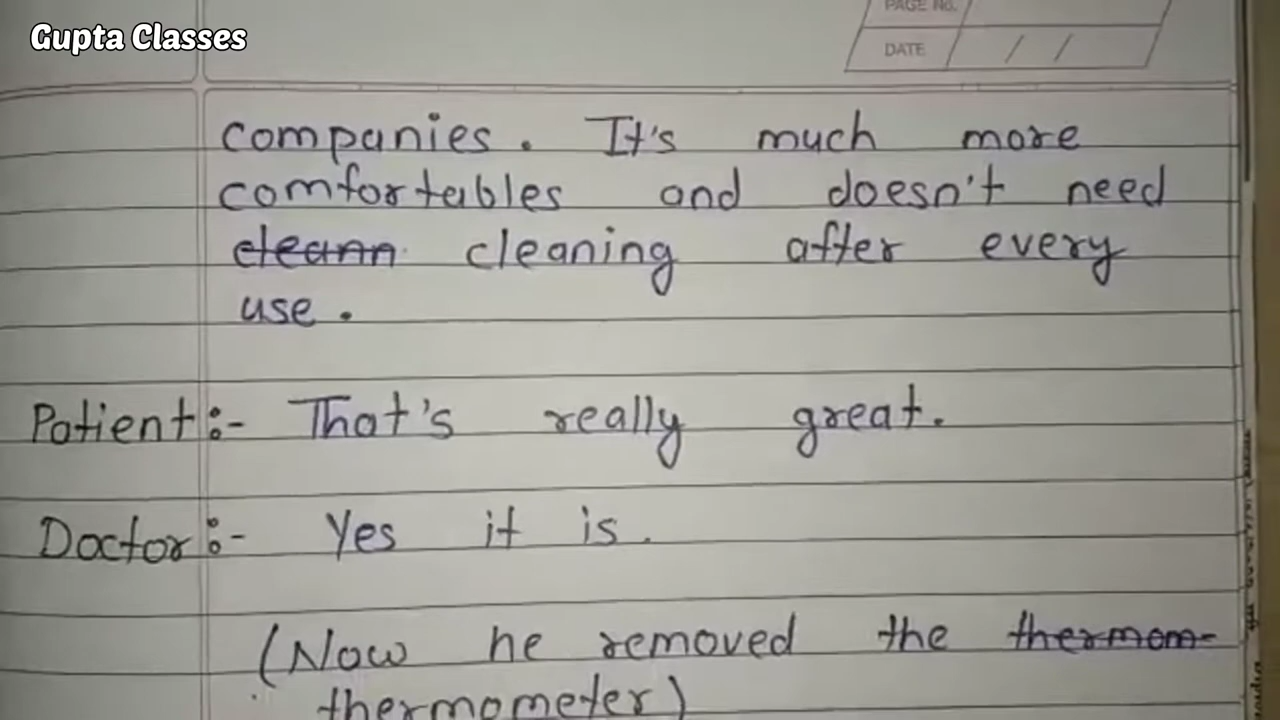 Gupta Classes
PAGE No.
DATE / /
companies. It's much more
comfortables and doesn't need
cleann cleaning after every
use.
Patient:- That's really great.
Doctor:- Yes it is.
(Now he removed the thermom-
thermometer)